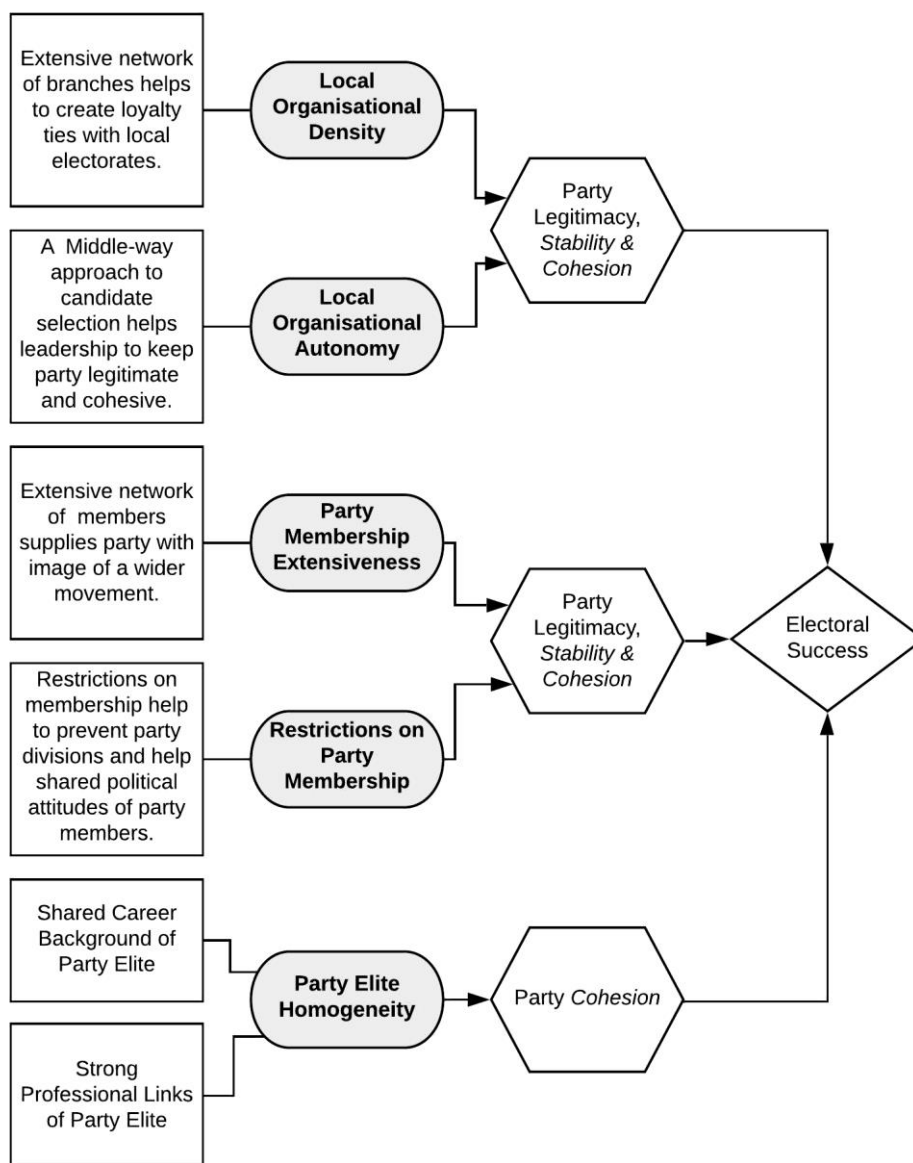 Extensive network
of branches helps
to create loyalty
ties with local
electorates.
Local
Organisational
Density
Party
Legitimacy,
Stability &
Cohesion
A Middle-way
approach to
candidate
selection helps
leadership to keep
party legitimate
and cohesive.
Local
Organisational
Autonomy
Extensive network
of members
supplies party with
image of a wider
movement.
Party
Membership
Extensiveness
Party
Legitimacy,
Stability &
Cohesion
Electoral
Success
Restrictions on
membership help
to prevent party
divisions and help
shared political
attitudes of party
members.
Restrictions on
Party
Membership
Shared Career
Background of
Party Elite
Party Elite
Homogeneity
Party Cohesion
Strong
Professional Links
of Party Elite